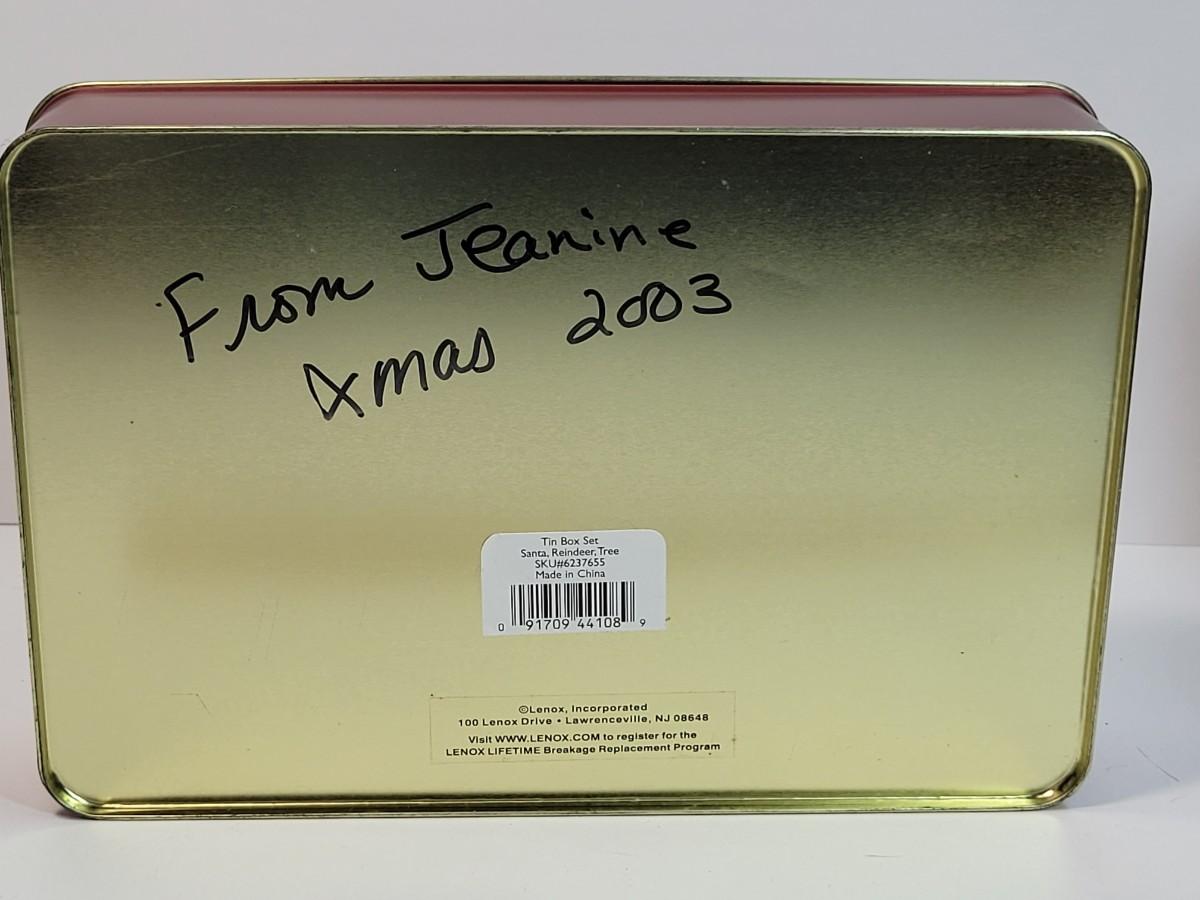 From Jeanine
Xmas 2003
Tin Box Set
Santa, Reindeer, Tree
SKU#6237655
Made in China
0 91709 44108 9
©Lenox, Incorporated
100 Lenox Drive • Lawrenceville, NJ 08648
Visit WWW.LENOX.COM to register for the
LENOX LIFETIME Breakage Replacement Program